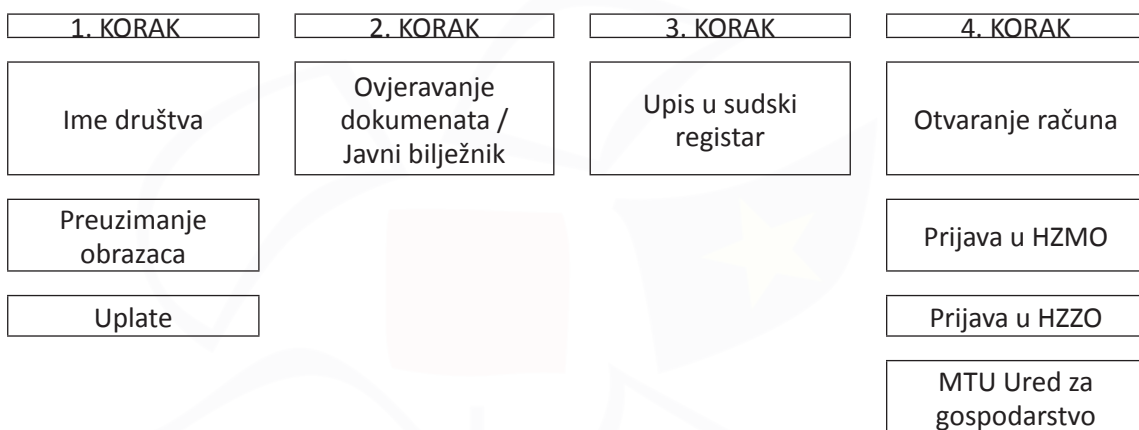 1. KORAK
Ime društva
Preuzimanje
obrazaca
Uplate
2. KORAK
Ovjeravanje
dokumenata /
Javni bilježnik
3. KORAK
Upis u sudski
registar
4. KORAK
Otvaranje računa
Prijava u HZMO
Prijava u HZZO
MTU Ured za
gospodarstvo